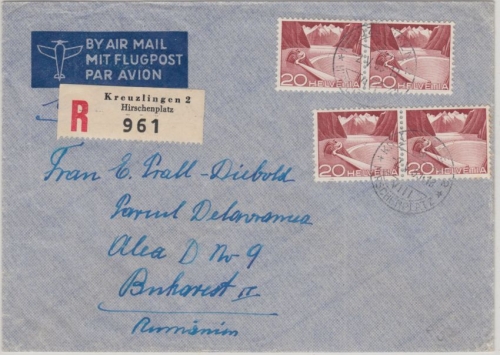 BY AIR MAIL
MIT FLUGPOST
PAR AVION
R
Kreuzlingen 2
Hirschenplatz
961
20 HELVETIA
20 HELVETIA
20 HELVETIA
20 HELVETIA
Frau E. Prall-Diebold
Parcul Delavrancea
Alea D No 9
Bukarest II
Rumänien